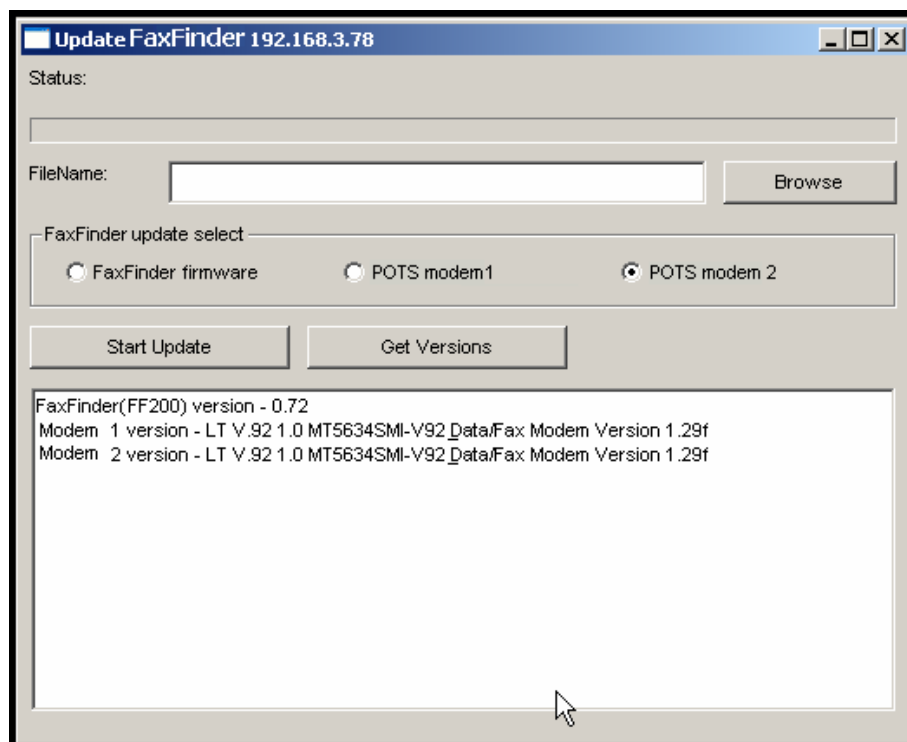 Update FaxFinder 192.168.3.78
Status:
FileName:
Browse
FaxFinder update select
FaxFinder firmware
POTS modem1
POTS modem 2
Start Update
Get Versions
FaxFinder(FF200) version - 0.72
Modem 1 version - LT V.92 1.0 MT5634SMI-V92 Data/Fax Modem Version 1.29f
Modem 2 version - LT V.92 1.0 MT5634SMI-V92 Data/Fax Modem Version 1.29f